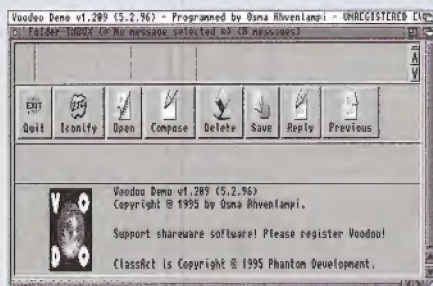 Voodoo Demo v1.209 (5.2.96) - Programmed by Osma Ahvenlampi - UNREGISTERED
Folder "INBOX (* No message selected *) (8 messages)
EXIT
Quit Iconify Open Compose Delete Save Reply Previous
V O
O D
Voodoo Demo v1.209 (5.2.96)
Copyright © 1995 by Osma Ahvenlampi.
Support shareware software! Please register Voodoo!
ClassAct is Copyright © 1995 Phantom Development.